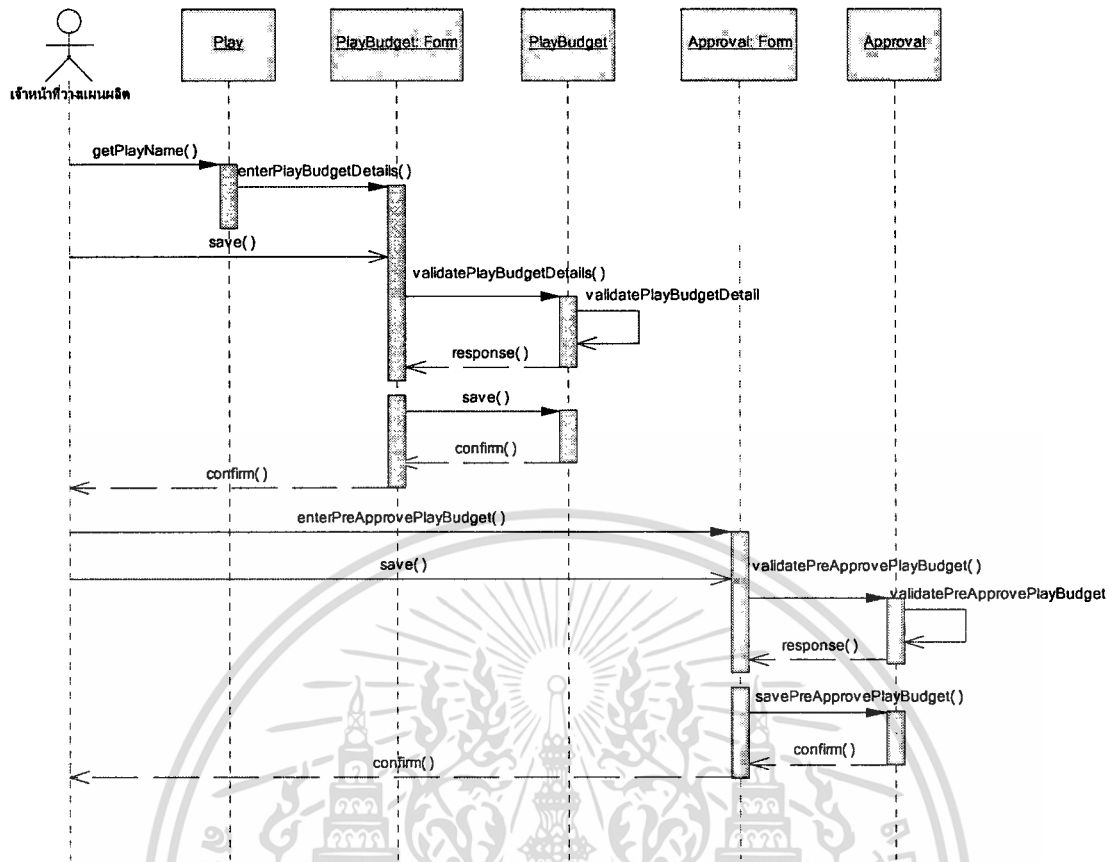 Play
PlayBudget: Form
PlayBudget
Approval: Form
Approval
เจ้าหน้าที่วางแผนผลิต
getPlayName()
enterPlayBudgetDetails()
save()
validatePlayBudgetDetails()
validatePlayBudgetDetail
response()
save()
confirm()
confirm()
enterPreApprovePlayBudget()
save()
validatePreApprovePlayBudget()
validatePreApprovePlayBudget
response()
savePreApprovePlayBudget()
confirm()
confirm()